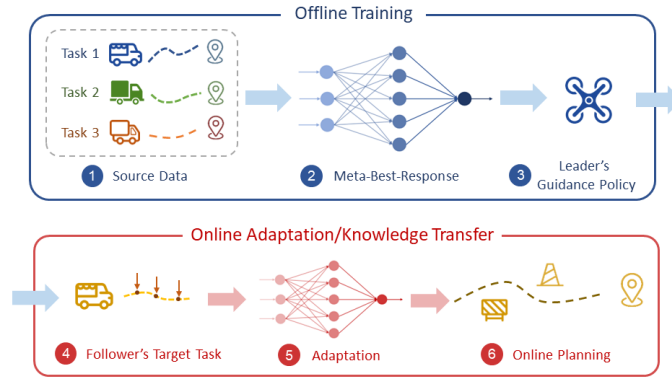 Offline Training
Task 1
Task 2
Task 3
1 Source Data
2 Meta-Best-Response
3 Leader's
Guidance Policy
Online Adaptation/Knowledge Transfer
4 Follower's Target Task
5 Adaptation
6 Online Planning